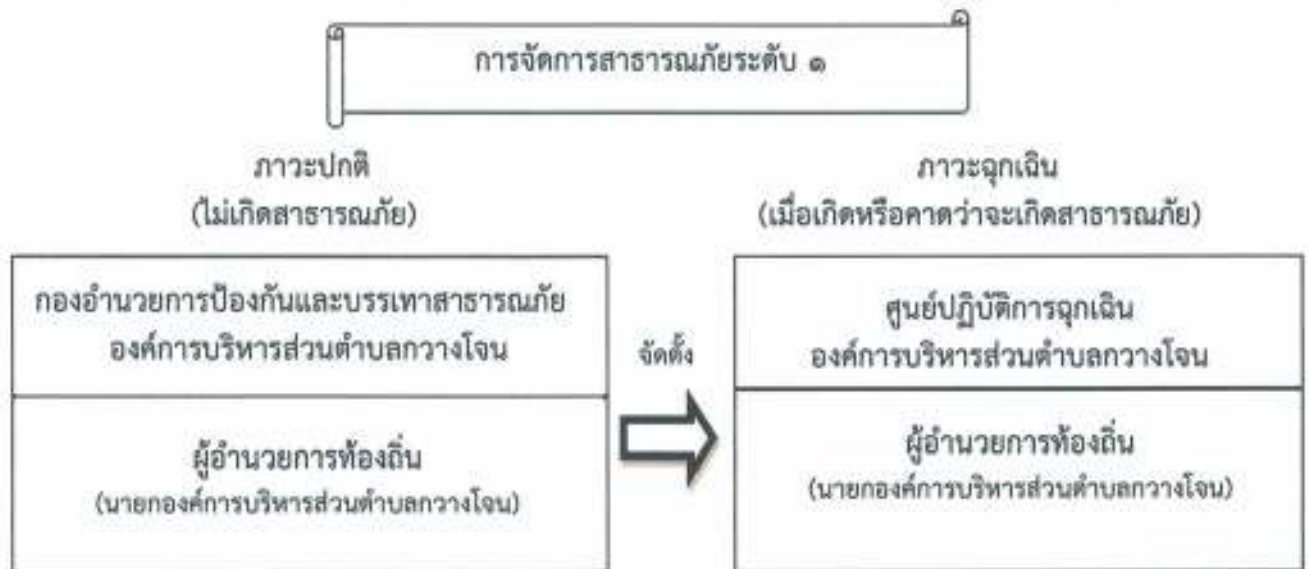 การจัดการสาธารณภัยระดับ ๑
ภาวะปกติ
(ไม่เกิดสาธารณภัย)
กองอำนวยการป้องกันและบรรเทาสาธารณภัย
องค์การบริหารส่วนตำบลกวางโจน
ผู้อำนวยการท้องถิ่น
(นายกองค์การบริหารส่วนตำบลกวางโจน)
จัดตั้ง
ภาวะฉุกเฉิน
(เมื่อเกิดหรือคาดว่าจะเกิดสาธารณภัย)
ศูนย์ปฏิบัติการฉุกเฉิน
องค์การบริหารส่วนตำบลกวางโจน
ผู้อำนวยการท้องถิ่น
(นายกองค์การบริหารส่วนตำบลกวางโจน)